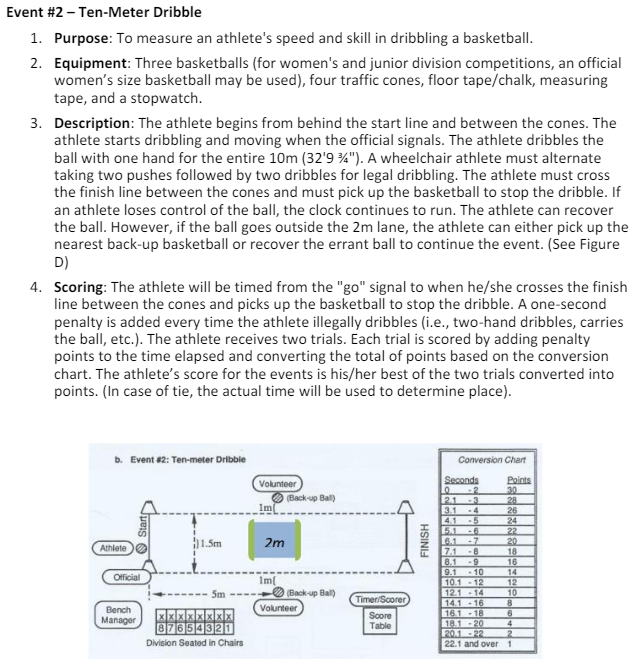 Event #2 – Ten-Meter Dribble
1. Purpose: To measure an athlete's speed and skill in dribbling a basketball.
2. Equipment: Three basketballs (for women's and junior division competitions, an official
women's size basketball may be used), four traffic cones, floor tape/chalk, measuring
tape, and a stopwatch.
3. Description: The athlete begins from behind the start line and between the cones. The
athlete starts dribbling and moving when the official signals. The athlete dribbles the
ball with one hand for the entire 10m (32'9 ¾"). A wheelchair athlete must alternate
taking two pushes followed by two dribbles for legal dribbling. The athlete must cross
the finish line between the cones and must pick up the basketball to stop the dribble. If
an athlete loses control of the ball, the clock continues to run. The athlete can recover
the ball. However, if the ball goes outside the 2m lane, the athlete can either pick up the
nearest back-up basketball or recover the errant ball to continue the event. (See Figure
D)
4. Scoring: The athlete will be timed from the "go" signal to when he/she crosses the finish
line between the cones and picks up the basketball to stop the dribble. A one-second
penalty is added every time the athlete illegally dribbles (i.e., two-hand dribbles, carries
the ball, etc.). The athlete receives two trials. Each trial is scored by adding penalty
points to the time elapsed and converting the total of points based on the conversion
chart. The athlete's score for the events is his/her best of the two trials converted into
points. (In case of tie, the actual time will be used to determine place).
b. Event #2: Ten-meter Dribble
Volunteer
(Back-up Ball)
1m
Start
1.5m
2m
FINISH
Athlete
Official
1m
5m
(Back-up Ball)
Volunteer
Timer/Scorer
Bench
Manager
X X X X X X X X
8 7 6 5 4 3 2 1
Score
Table
Division Seated in Chairs
Conversion Chart
Seconds Points
0 - 2 30
2.1 - 3 28
3.1 - 4 26
4.1 - 5 24
5.1 - 6 22
6.1 - 7 20
7.1 - 8 18
8.1 - 9 16
9.1 - 10 14
10.1 - 12 12
12.1 - 14 10
14.1 - 16 8
16.1 - 18 6
18.1 - 20 4
20.1 - 22 2
22.1 and over 1